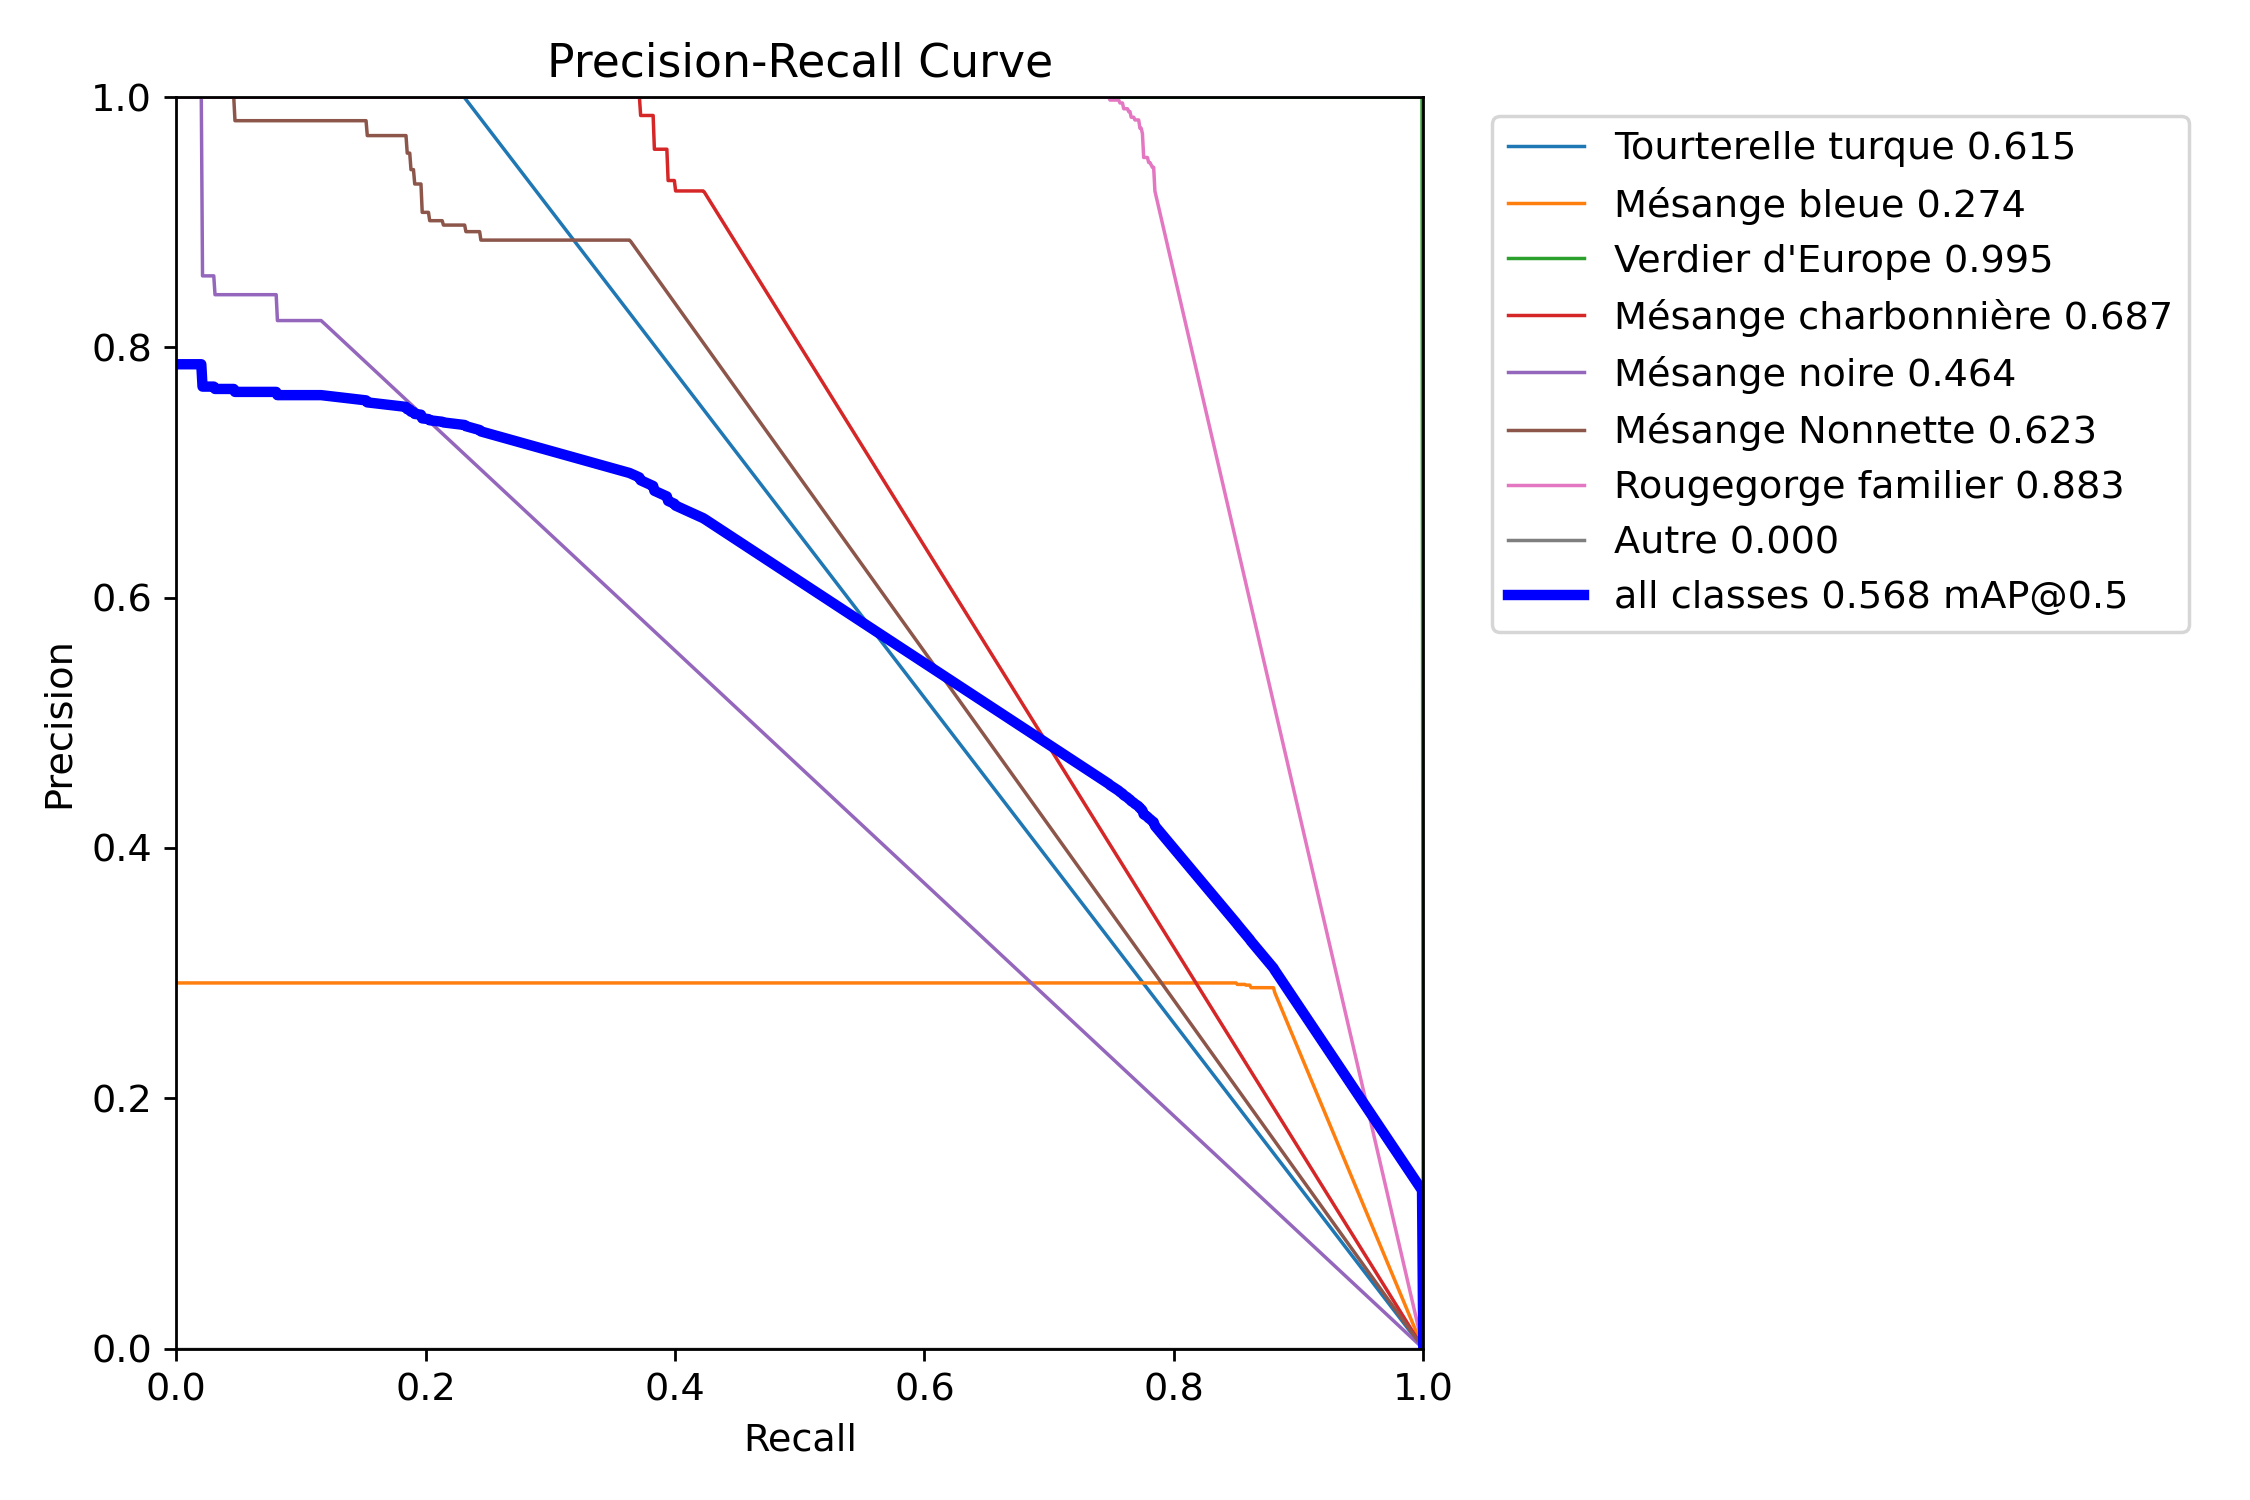 Precision-Recall Curve
1.0
0.8
0.6
0.4
0.2
0.0
Precision
0.0 0.2 0.4 0.6 0.8 1.0
Recall
Tourterelle turque 0.615
Mésange bleue 0.274
Verdier d'Europe 0.995
Mésange charbonnière 0.687
Mésange noire 0.464
Mésange Nonnette 0.623
Rougegorge familier 0.883
Autre 0.000
all classes 0.568 mAP@0.5